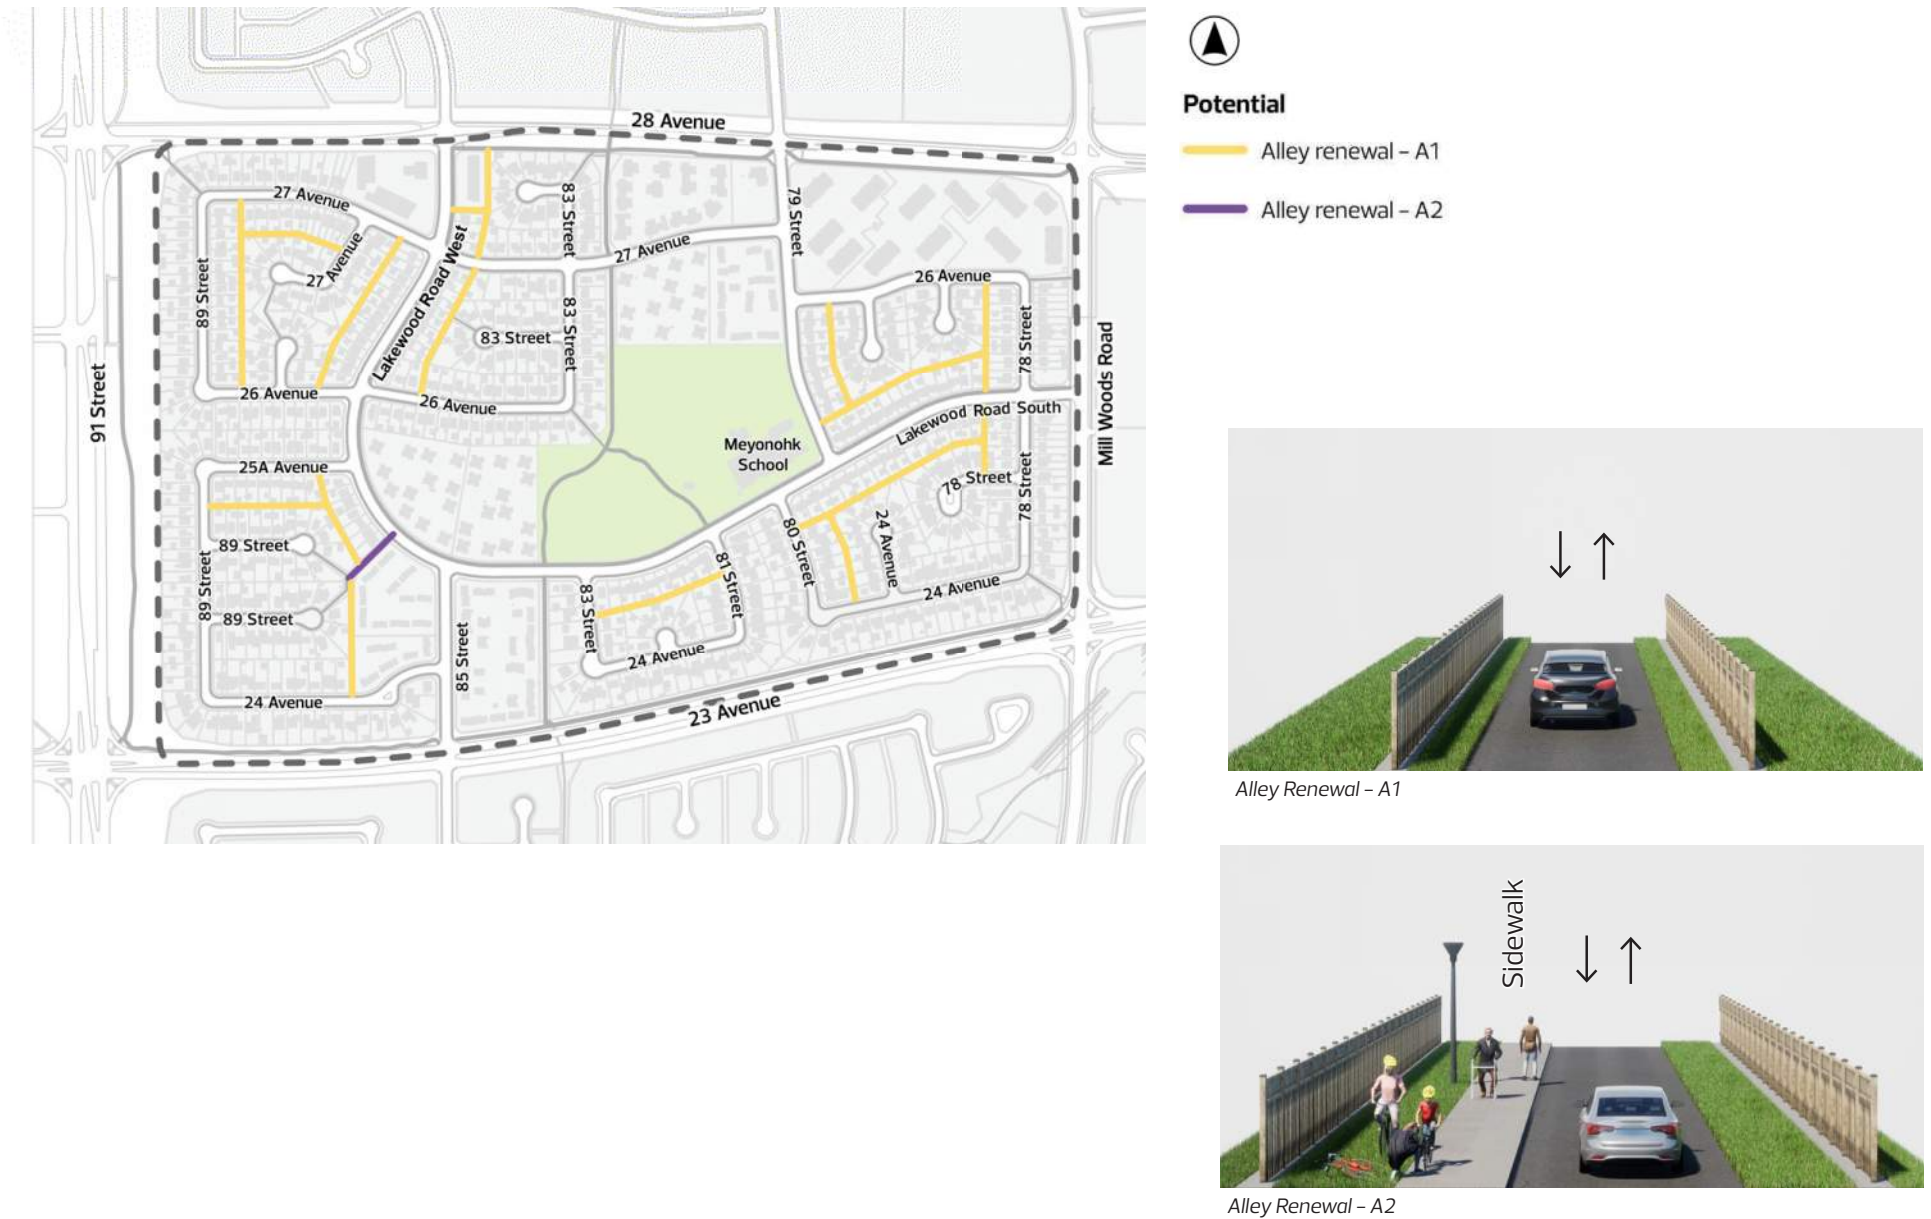 28 Avenue
27 Avenue
83 Street
79 Street
Lakewood Road West
27 Avenue
27 Avenue
89 Street
26 Avenue
83 Street
83 Street
78 Street
Mill Woods Road
91 Street
26 Avenue
26 Avenue
Lakewood Road South
Meyonohk
School
25A Avenue
78 Street
78 Street
80 Street
24 Avenue
89 Street
89 Street
89 Street
81 Street
83 Street
24 Avenue
85 Street
24 Avenue
24 Avenue
23 Avenue
Potential
Alley renewal – A1
Alley renewal – A2
Alley Renewal – A1
Sidewalk
Alley Renewal – A2